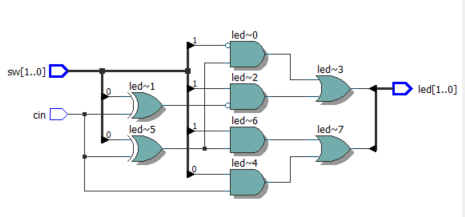 led~0
1
sw[1..0]
led~1
led~2
led~3
0
1
led[1..0]
cin
led~5
led~6
led~7
0
1
led~4
0